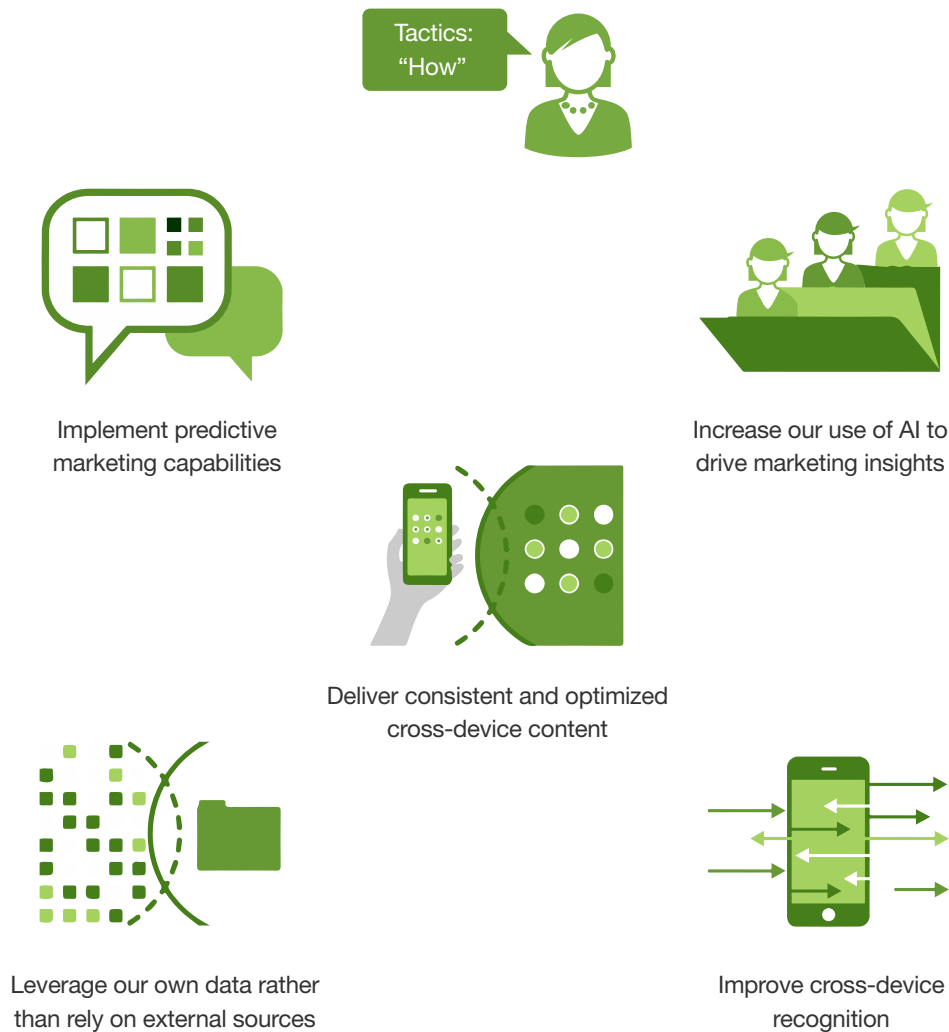 Tactics:
“How”
Implement predictive
marketing capabilities
Increase our use of AI to
drive marketing insights
Deliver consistent and optimized
cross-device content
Leverage our own data rather
than rely on external sources
Improve cross-device
recognition